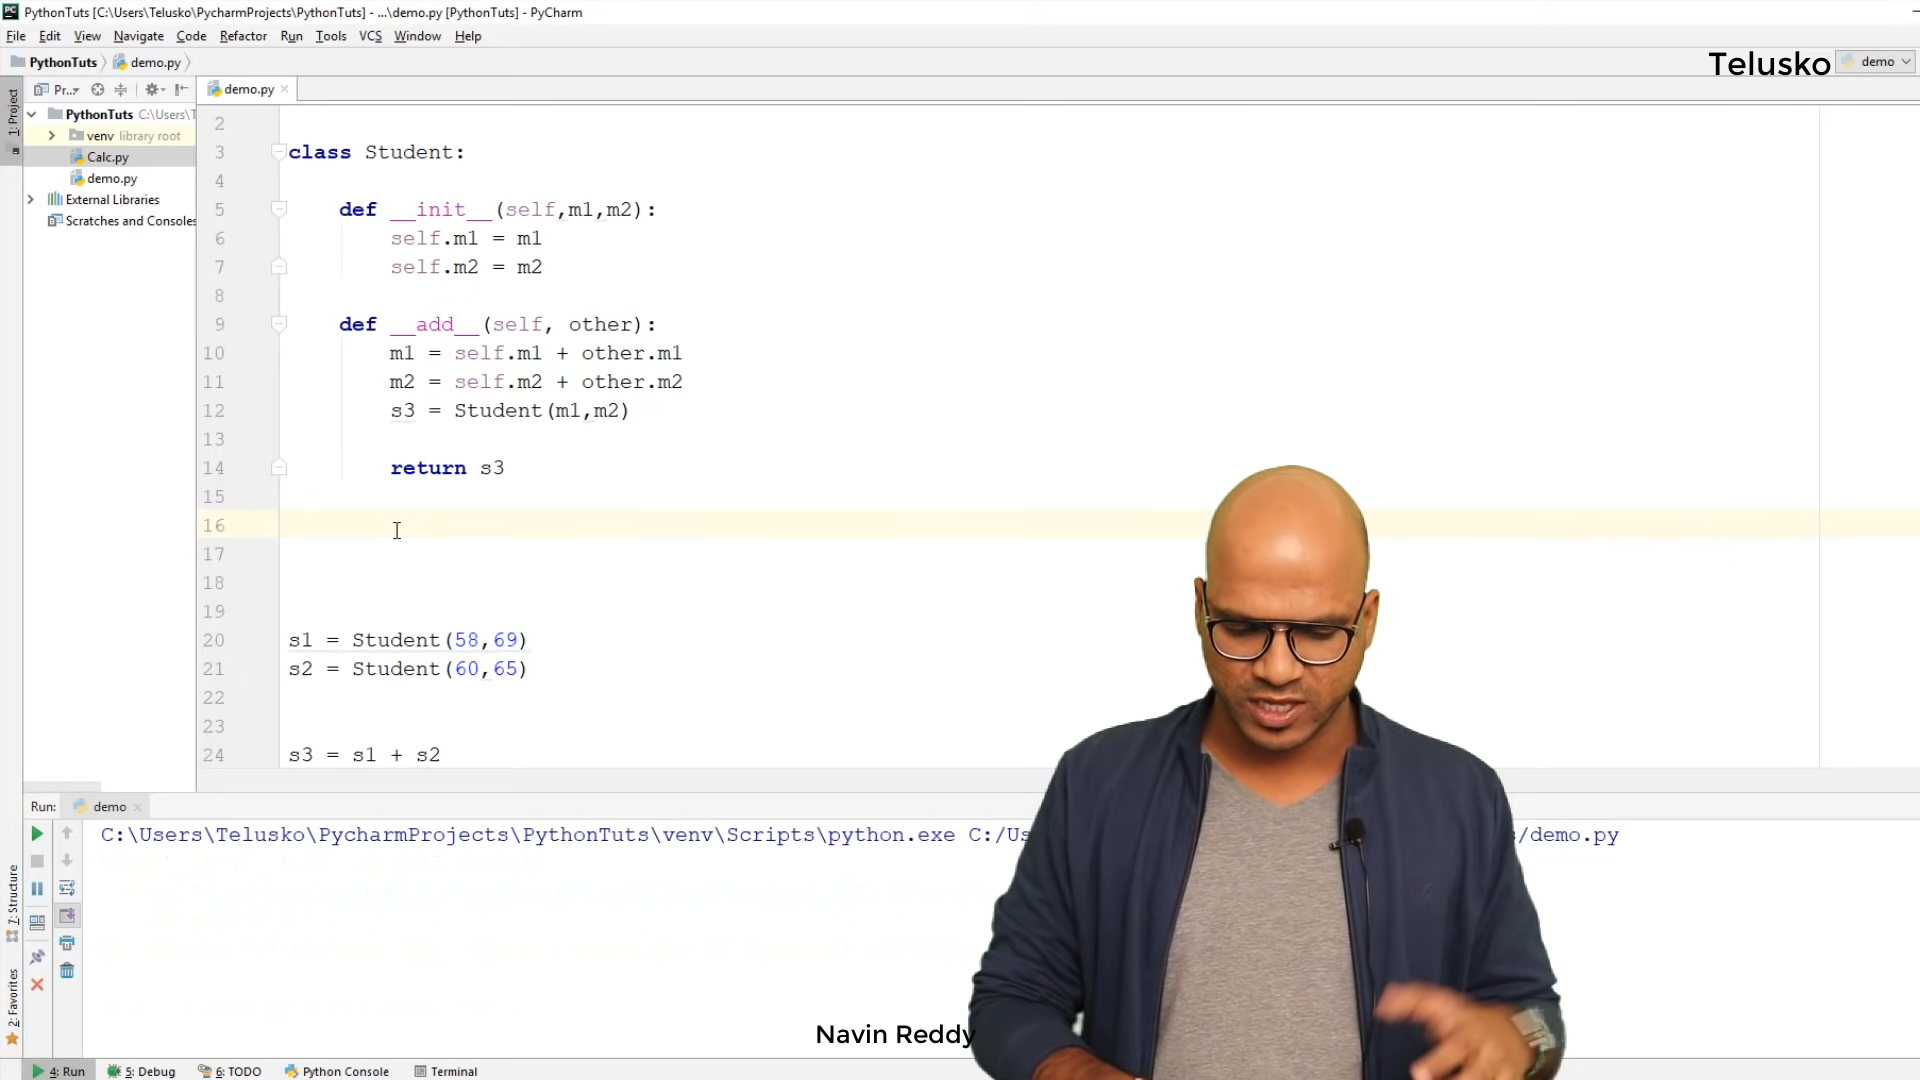 PythonTuts [C:\Users\Telusko\PycharmProjects\PythonTuts] - ...\demo.py [PythonTuts] - PyCharm
File Edit View Navigate Code Refactor Run Tools VCS Window Help
PythonTuts demo.py
Telusko demo
1: Project
Pr..
demo.py
PythonTuts C:\Users\T
venv library root
Calc.py
demo.py
External Libraries
Scratches and Consoles
2
3 class Student:
4
5 def __init__(self,m1,m2):
6 self.m1 = m1
7 self.m2 = m2
8
9 def __add__(self, other):
10 m1 = self.m1 + other.m1
11 m2 = self.m2 + other.m2
12 s3 = Student(m1,m2)
13
14 return s3
15
16
17
18
19
20 s1 = Student(58,69)
21 s2 = Student(60,65)
22
23
24 s3 = s1 + s2
Run: demo
C:\Users\Telusko\PycharmProjects\PythonTuts\venv\Scripts\python.exe C:/Us
/demo.py
7: Structure
2: Favorites
Navin Reddy
4: Run 5: Debug 6: TODO Python Console Terminal